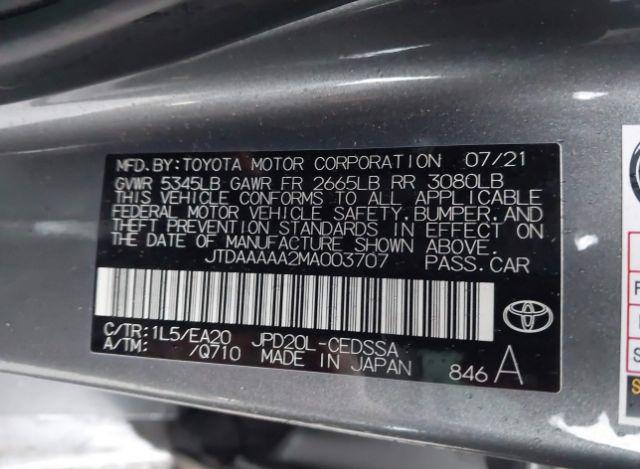 MFD.BY:TOYOTA MOTOR CORPORATION 07/21
GVWR 5345LB GAWR FR 2665LB RR 3080LB
THIS VEHICLE CONFORMS TO ALL APPLICABLE
FEDERAL MOTOR VEHICLE SAFETY,BUMPER,AND
THEFT PREVENTION STANDARDS IN EFFECT ON
THE DATE OF MANUFACTURE SHOWN ABOVE.
JTDAAAAA2MA003707 PASS.CAR
C/TR:1L5/EA20 JPD20L-CEDSSA
A/TM: /Q710 MADE IN JAPAN 846 A